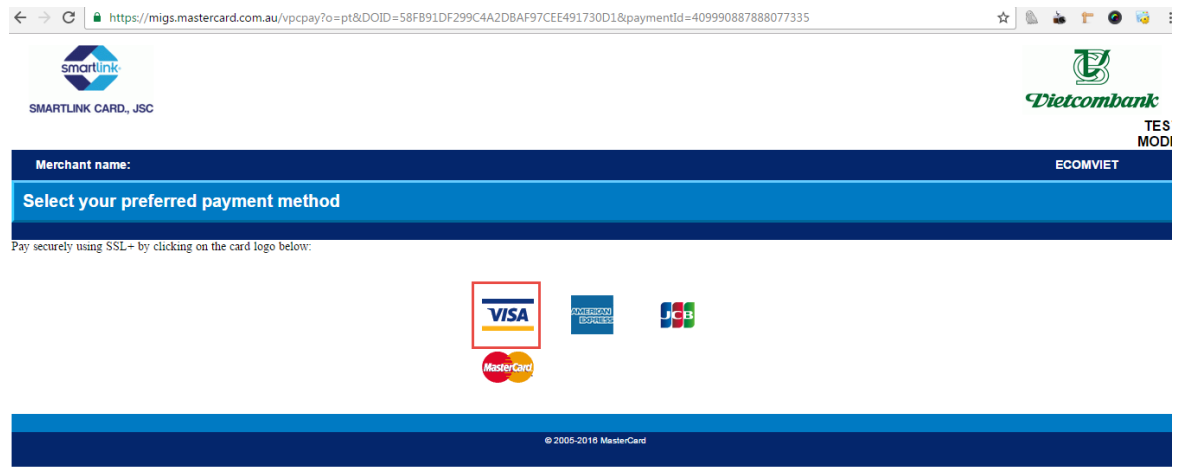 https://migs.mastercard.com.au/vpcpay?o=pt&DOID=58FB91DF299C4A2DBAF97CEE491730D1&paymentId=409990887888077335
smartlink
SMARTLINK CARD., JSC
Vietcombank
TES
MODE
Merchant name:
ECOMVIET
Select your preferred payment method
Pay securely using SSL+ by clicking on the card logo below:
VISA
AMERICAN
EXPRESS
JCB
MasterCard
© 2005-2016 MasterCard